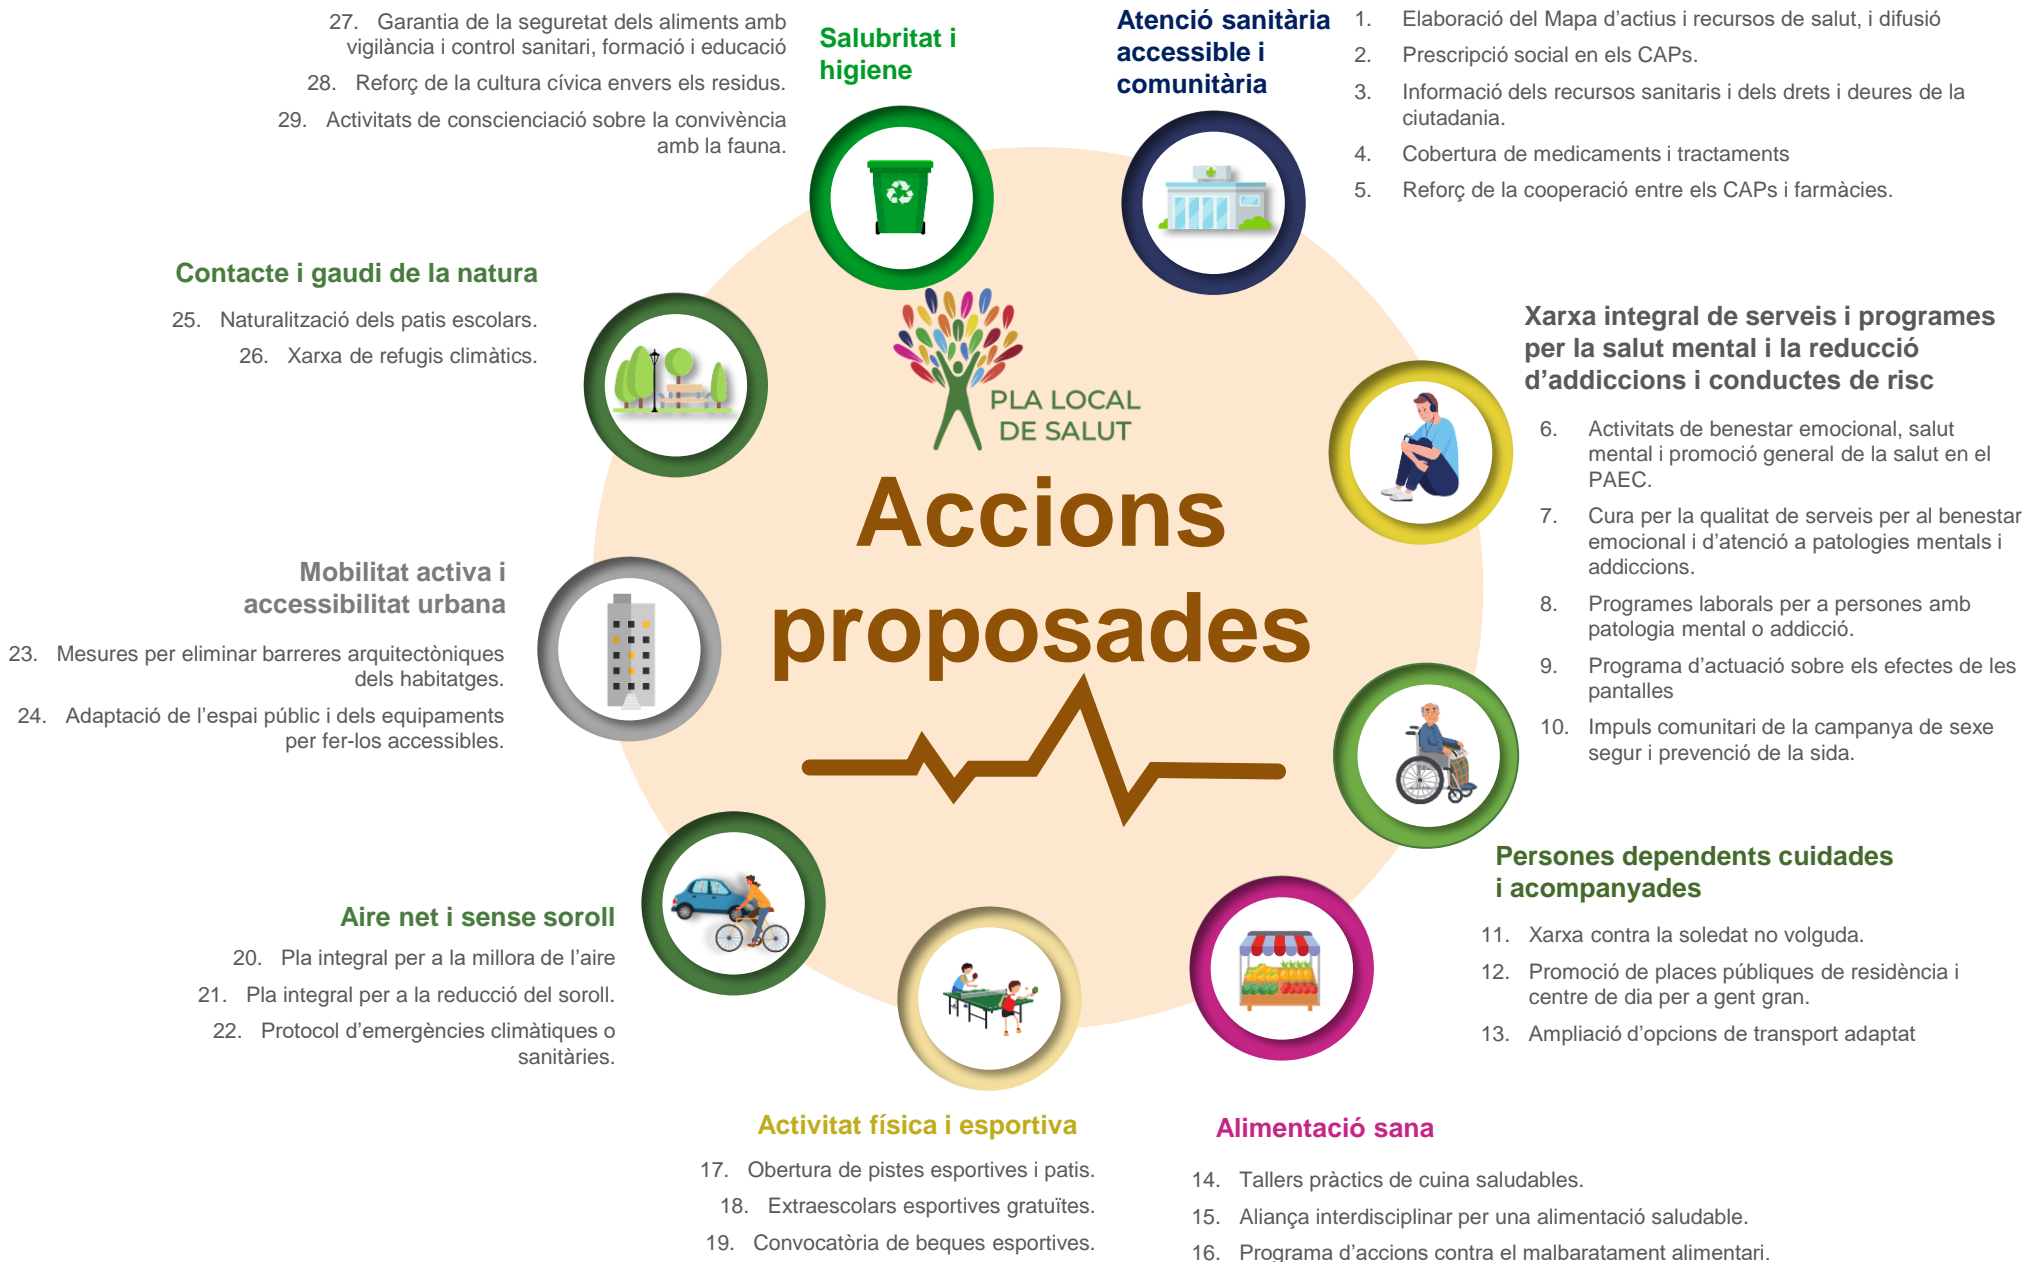 Atenció sanitària
accessible i
comunitària
1. Elaboració del Mapa d’actius i recursos de salut, i difusió
2. Prescripció social en els CAPs.
3. Informació dels recursos sanitaris i dels drets i deures de la
ciutadania.
4. Cobertura de medicaments i tractaments
5. Reforç de la cooperació entre els CAPs i farmàcies.
Xarxa integral de serveis i programes
per la salut mental i la reducció
d’addiccions i conductes de risc
6. Activitats de benestar emocional, salut
mental i promoció general de la salut en el
PAEC.
7. Cura per la qualitat de serveis per al benestar
emocional i d’atenció a patologies mentals i
addiccions.
8. Programes laborals per a persones amb
patologia mental o addicció.
9. Programa d’actuació sobre els efectes de les
pantalles
10. Impuls comunitari de la campanya de sexe
segur i prevenció de la sida.
Persones dependents cuidades
i acompanyades
11. Xarxa contra la soledat no volguda.
12. Promoció de places públiques de residència i
centre de dia per a gent gran.
13. Ampliació d’opcions de transport adaptat
Alimentació sana
14. Tallers pràctics de cuina saludables.
15. Aliança interdisciplinar per una alimentació saludable.
16. Programa d’accions contra el malbaratament alimentari.
Activitat física i esportiva
17. Obertura de pistes esportives i patis.
18. Extraescolars esportives gratuïtes.
19. Convocatòria de beques esportives.
Aire net i sense soroll
20. Pla integral per a la millora de l’aire
21. Pla integral per a la reducció del soroll.
22. Protocol d’emergències climàtiques o
sanitàries.
Mobilitat activa i
accessibilitat urbana
23. Mesures per eliminar barreres arquitectòniques
dels habitatges.
24. Adaptació de l’espai públic i dels equipaments
per fer-los accessibles.
Contacte i gaudi de la natura
25. Naturalització dels patis escolars.
26. Xarxa de refugis climàtics.
Salubritat i
higiene
27. Garantia de la seguretat dels aliments amb
vigilància i control sanitari, formació i educació
28. Reforç de la cultura cívica envers els residus.
29. Activitats de conscienciació sobre la convivència
amb la fauna.
PLA LOCAL
DE SALUT
Accions
proposades